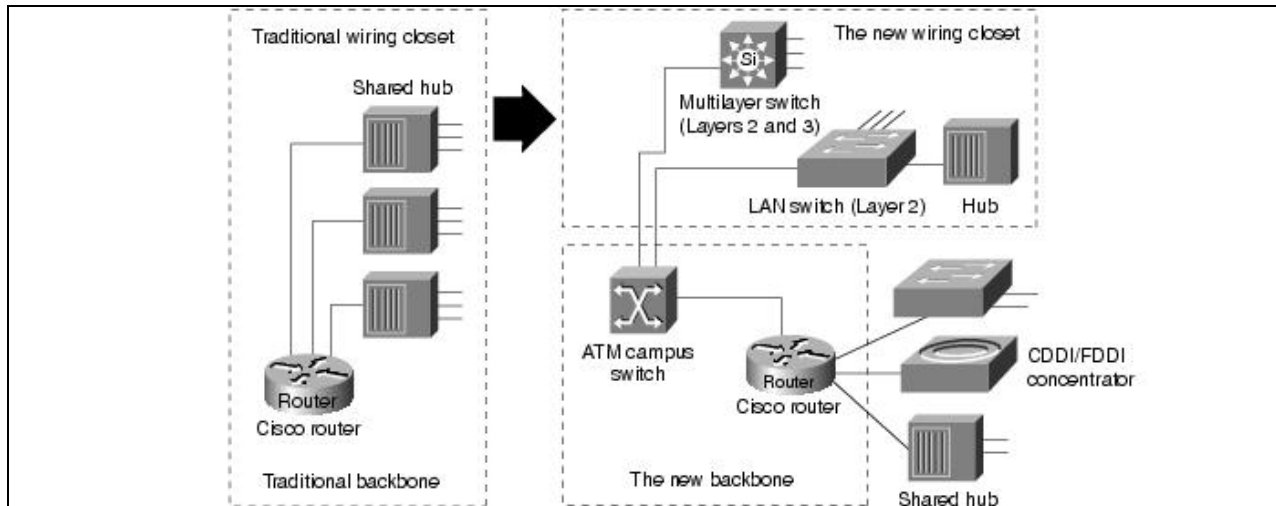 Traditional wiring closet
Shared hub
Router
Cisco router
Traditional backbone
The new wiring closet
Si
Multilayer switch
(Layers 2 and 3)
LAN switch (Layer 2)
Hub
ATM campus
switch
Router
Cisco router
CDDI/FDDI
concentrator
The new backbone
Shared hub